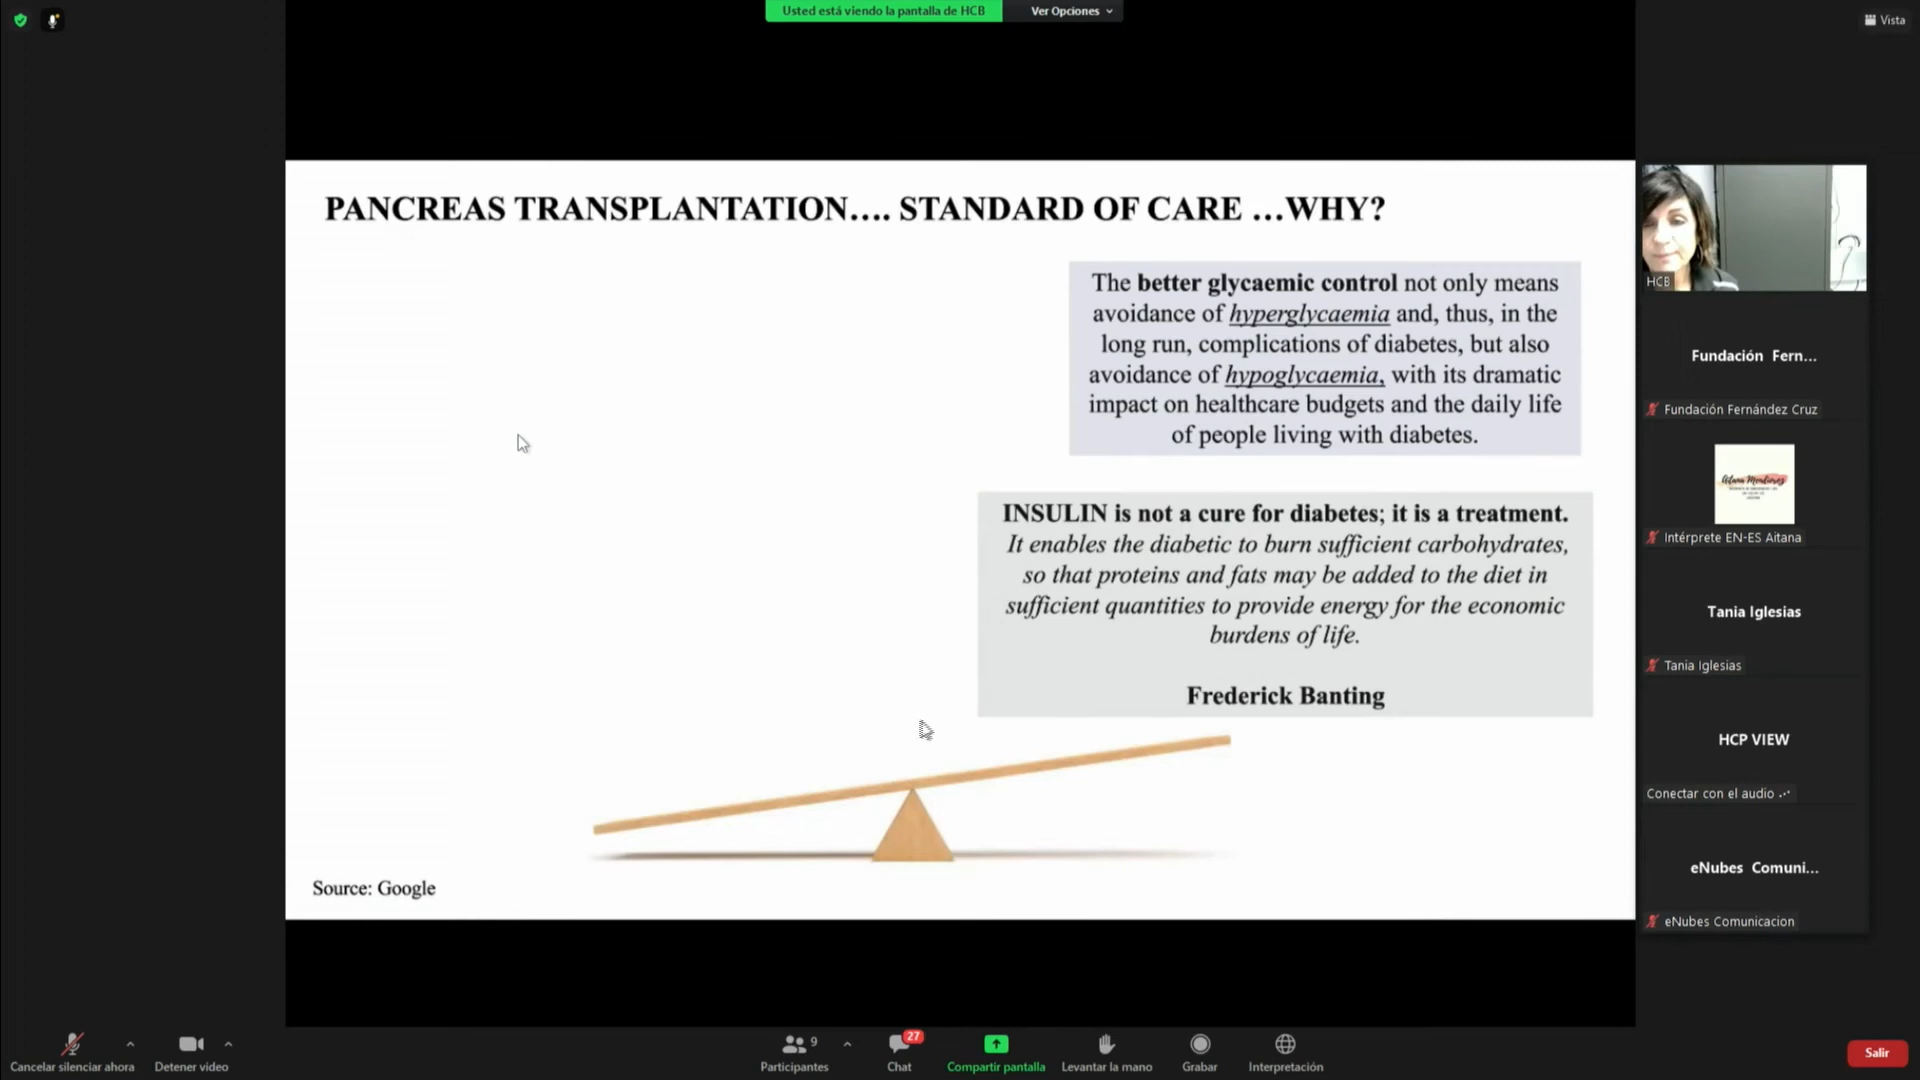 Usted está viendo la pantalla de HCB
Ver Opciones
Vista
PANCREAS TRANSPLANTATION.... STANDARD OF CARE ...WHY?
The better glycaemic control not only means
avoidance of hyperglycaemia and, thus, in the
long run, complications of diabetes, but also
avoidance of hypoglycaemia, with its dramatic
impact on healthcare budgets and the daily life
of people living with diabetes.
INSULIN is not a cure for diabetes; it is a treatment.
It enables the diabetic to burn sufficient carbohydrates,
so that proteins and fats may be added to the diet in
sufficient quantities to provide energy for the economic
burdens of life.
Frederick Banting
Source: Google
HCB
Fundación Fern...
Fundación Fernández Cruz
Intérprete EN-ES Aitana
Tania Iglesias
Tania Iglesias
HCP VIEW
Conectar con el audio
eNubes Comuni...
eNubes Comunicacion
Cancelar silenciar ahora
Detener video
9
Participantes
27
Chat
Compartir pantalla
Levantar la mano
Grabar
Interpretación
Salir